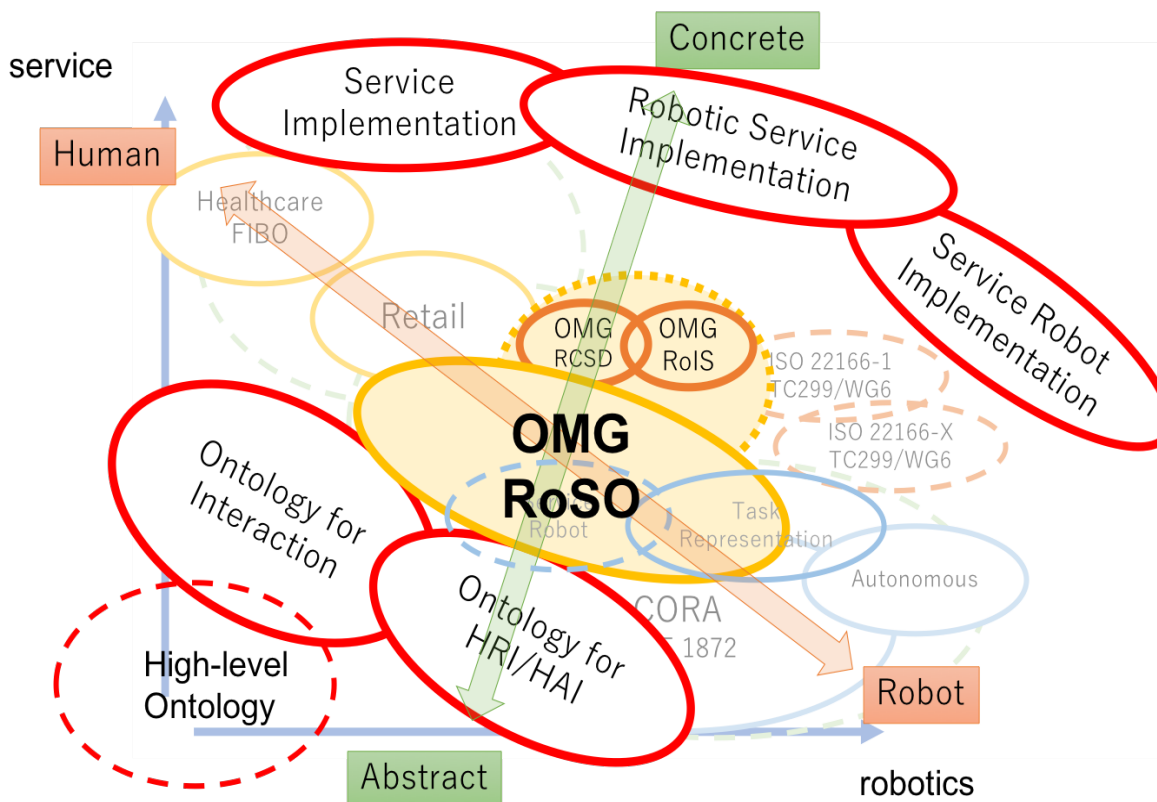 Concrete
service
Service
Implementation
Robotic Service
Implementation
Human
Healthcare
FIBO
Service Robot
Implementation
Retail
OMG
RCSD
OMG
RoIS
ISO 22166-1
TC299/WG6
ISO 22166-X
TC299/WG6
OMG
RoSO
Ontology for
Interaction
Robot
Task
Representation
Autonomous
CORA
1872
Ontology for
HRI/HAI
High-level
Ontology
Robot
Abstract
robotics